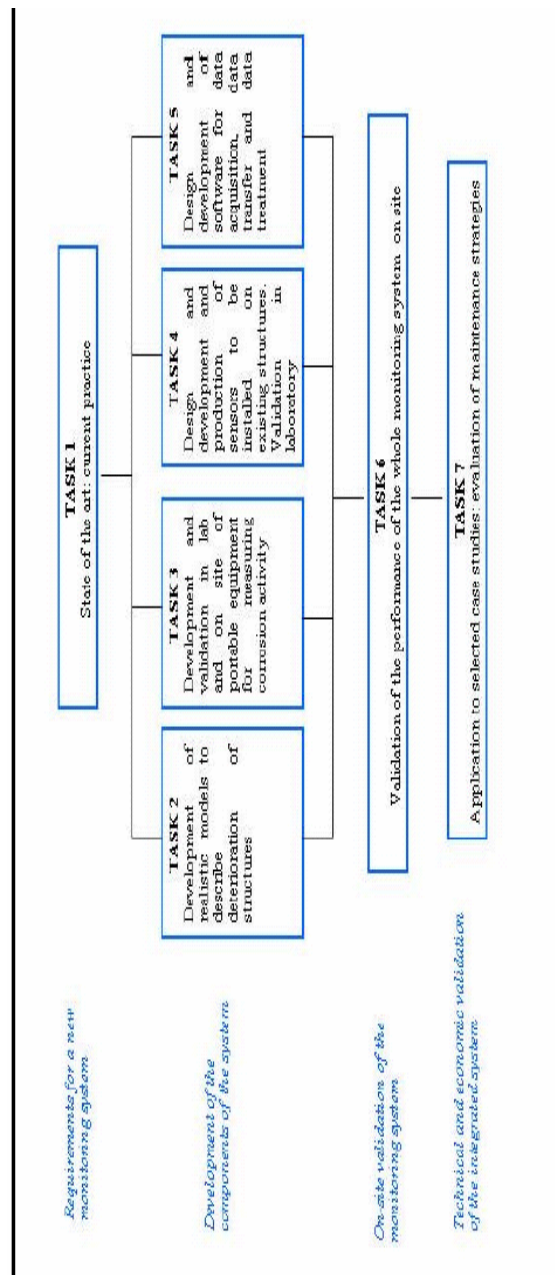 Requirements for a new
monitoring system
TASK 1
State of the art: current practice
Development of the
components of the system
TASK 2
Development of
realistic models to
describe
deterioration of
structures
TASK 3
Development and
validation in lab
and on site of
portable equipment
for measuring
corrosion activity
TASK 4
Design and
development and
production of
sensors to be
installed on
existing structures.
Validation in
laboratory
TASK 5
Design and
development of
software for data
acquisition, data
transfer and data
treatment
On-site validation of the
monitoring system
TASK 6
Validation of the performance of the whole monitoring system on site
Technical and economic validation
of the integrated system
TASK 7
Application to selected case studies: evaluation of maintenance strategies